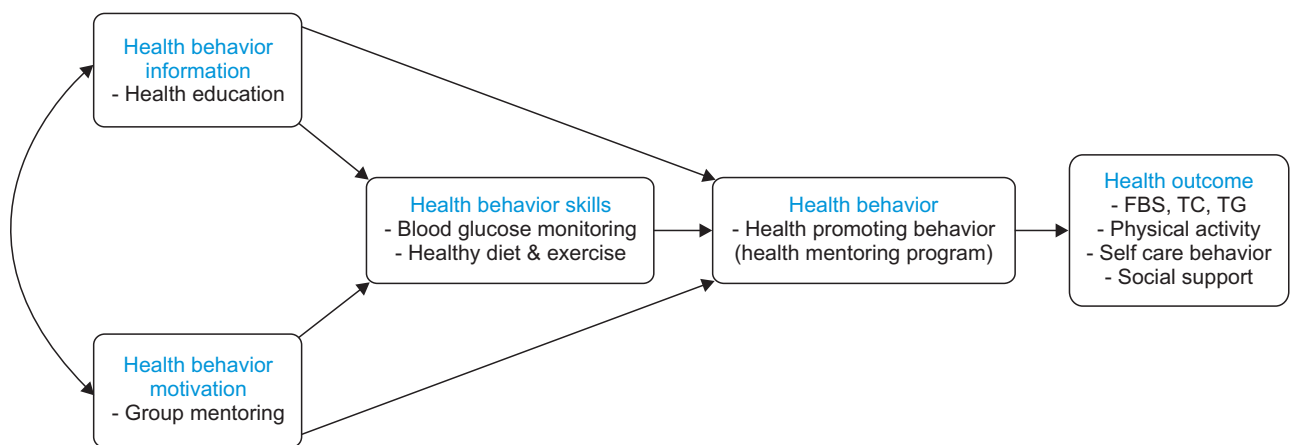 Health behavior
information
- Health education
Health behavior skills
- Blood glucose monitoring
- Healthy diet & exercise
Health behavior
motivation
- Group mentoring
Health behavior
- Health promoting behavior
(health mentoring program)
Health outcome
- FBS, TC, TG
- Physical activity
- Self care behavior
- Social support